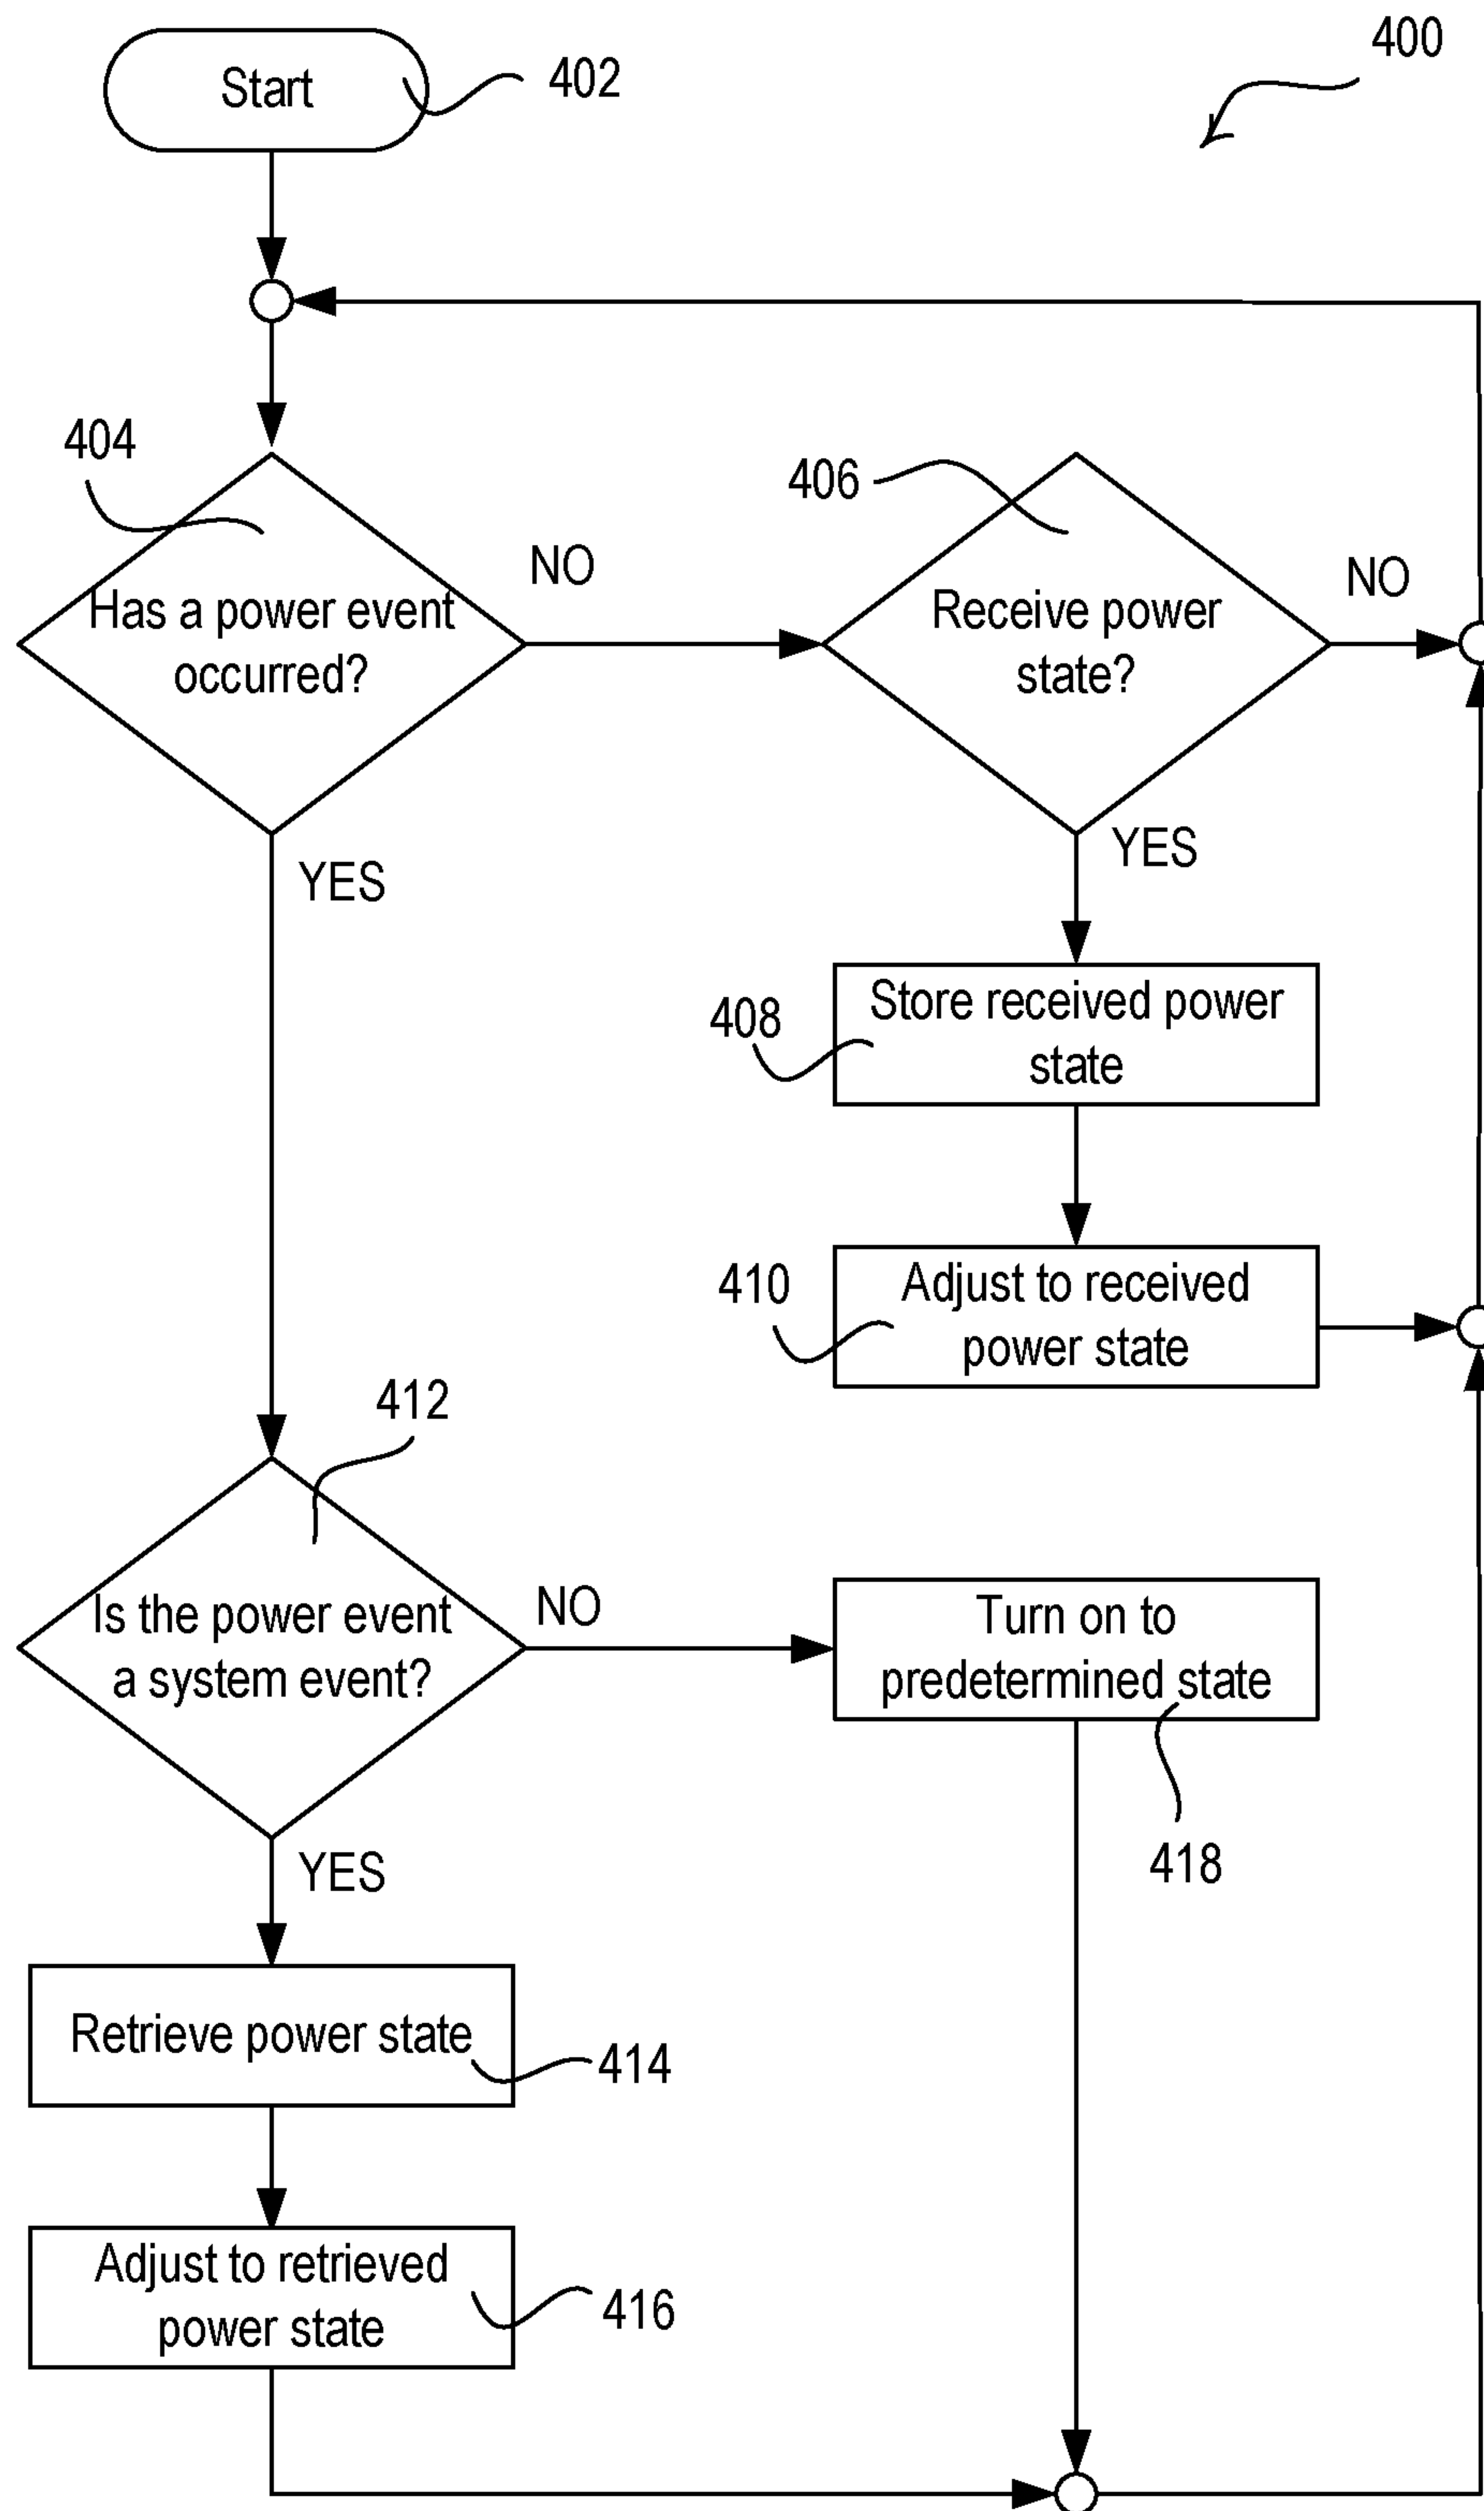 400
Start
402
404
Has a power event
occurred?
NO
406
Receive power
state?
NO
YES
YES
408
Store received power
state
410
Adjust to received
power state
412
Is the power event
a system event?
NO
Turn on to
predetermined state
418
YES
Retrieve power state
414
Adjust to retrieved
power state
416